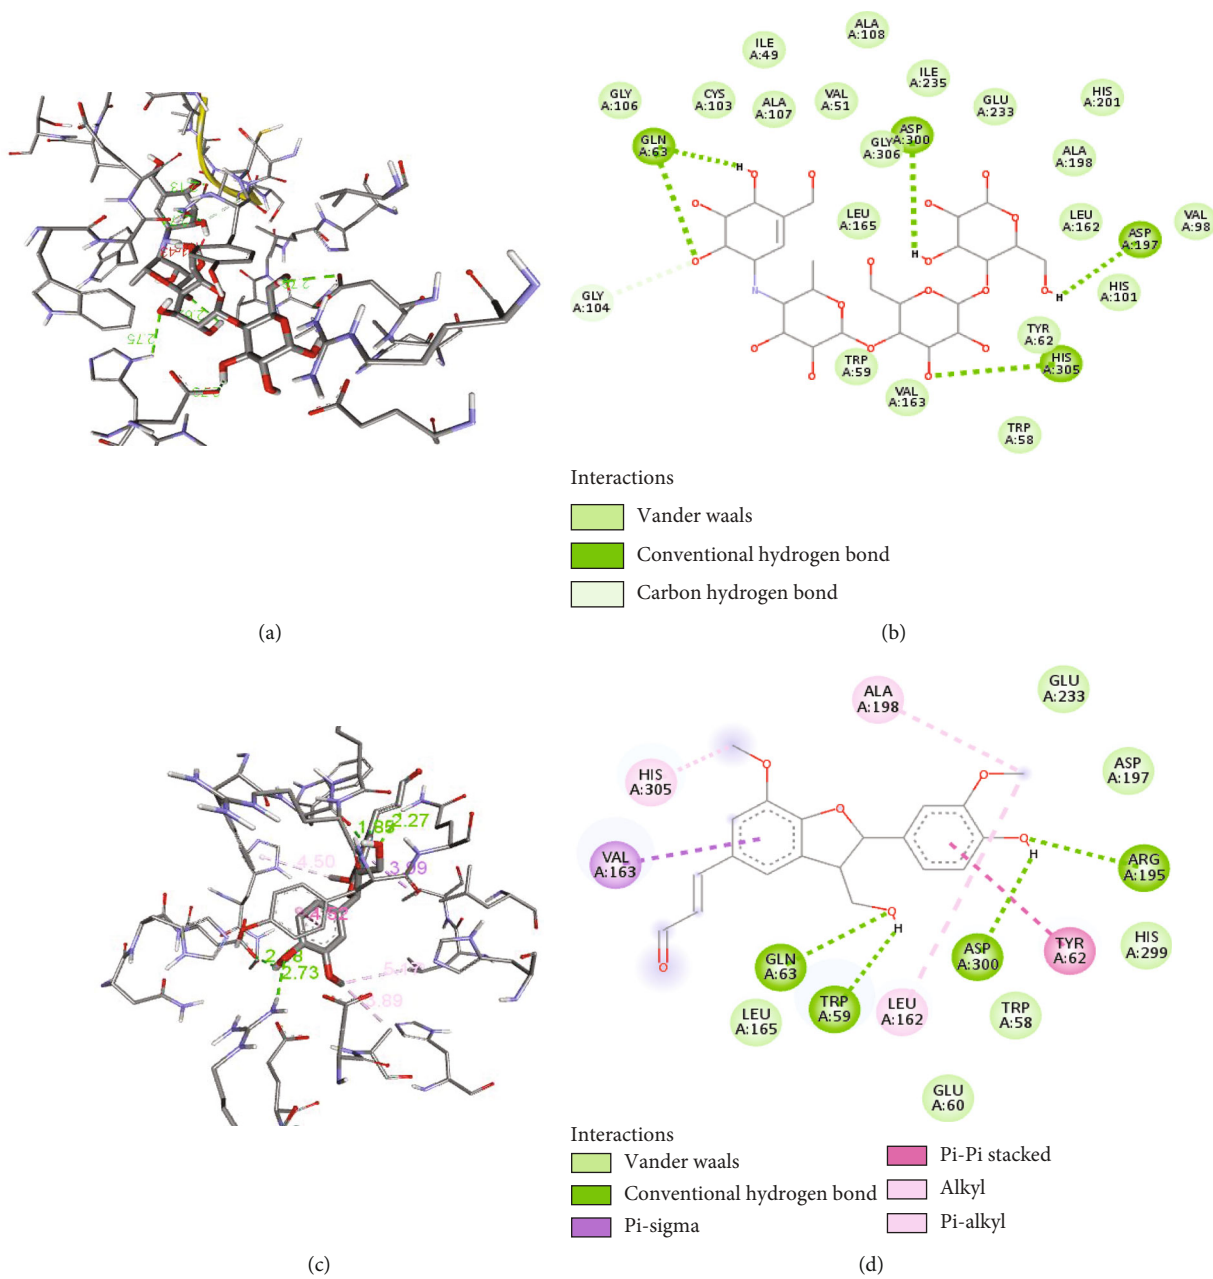 ALA
A:108
ILE
A:49
ILE
A:235
GLY
A:106
CYS
A:103
ALA
A:107
VAL
A:51
GLU
A:233
HIS
A:201
GLN
A:63
ASP
A:300
GLY
A:306
ALA
A:198
H
O
O
O
O
O
O
H
O
O
O
O
H
LEU
A:165
LEU
A:162
ASP
A:197
VAL
A:98
GLY
A:104
HIS
A:101
N
O
O
O
O
O
O
O
O
O
TYR
A:62
HIS
A:305
TRP
A:59
VAL
A:163
TRP
A:58
2.75
Interactions
Vander waals
Conventional hydrogen bond
Carbon hydrogen bond
(a)
(b)
ALA
A:198
GLU
A:233
HIS
A:305
ASP
A:197
VAL
A:163
ARG
A:195
O
O
O
O
H
O
H
O
GLN
A:63
TRP
A:59
LEU
A:162
ASP
A:300
TYR
A:62
HIS
A:299
LEU
A:165
TRP
A:58
GLU
A:60
1.85
2.27
4.50
3.99
2.73
3.89
Interactions
Vander waals
Conventional hydrogen bond
Pi-sigma
Pi-Pi stacked
Alkyl
Pi-alkyl
(c)
(d)